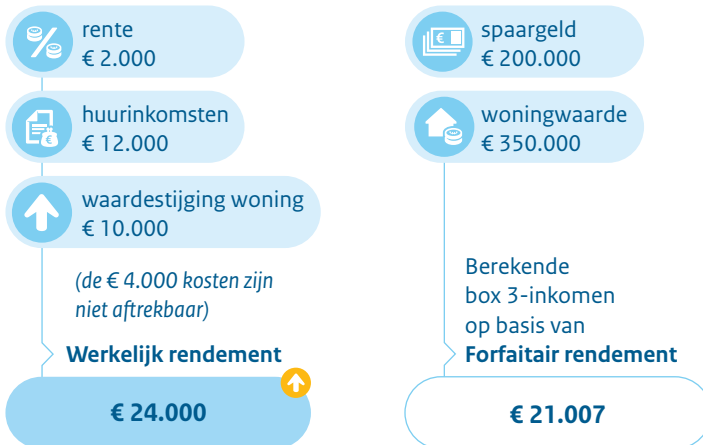 rente
€ 2.000
huurinkomsten
€ 12.000
waardestijging woning
€ 10.000
(de € 4.000 kosten zijn
niet aftrekbaar)
Werkelijk rendement
€ 24.000
spaargeld
€ 200.000
woningwaarde
€ 350.000
Berekende
box 3-inkomen
op basis van
Forfaitair rendement
€ 21.007